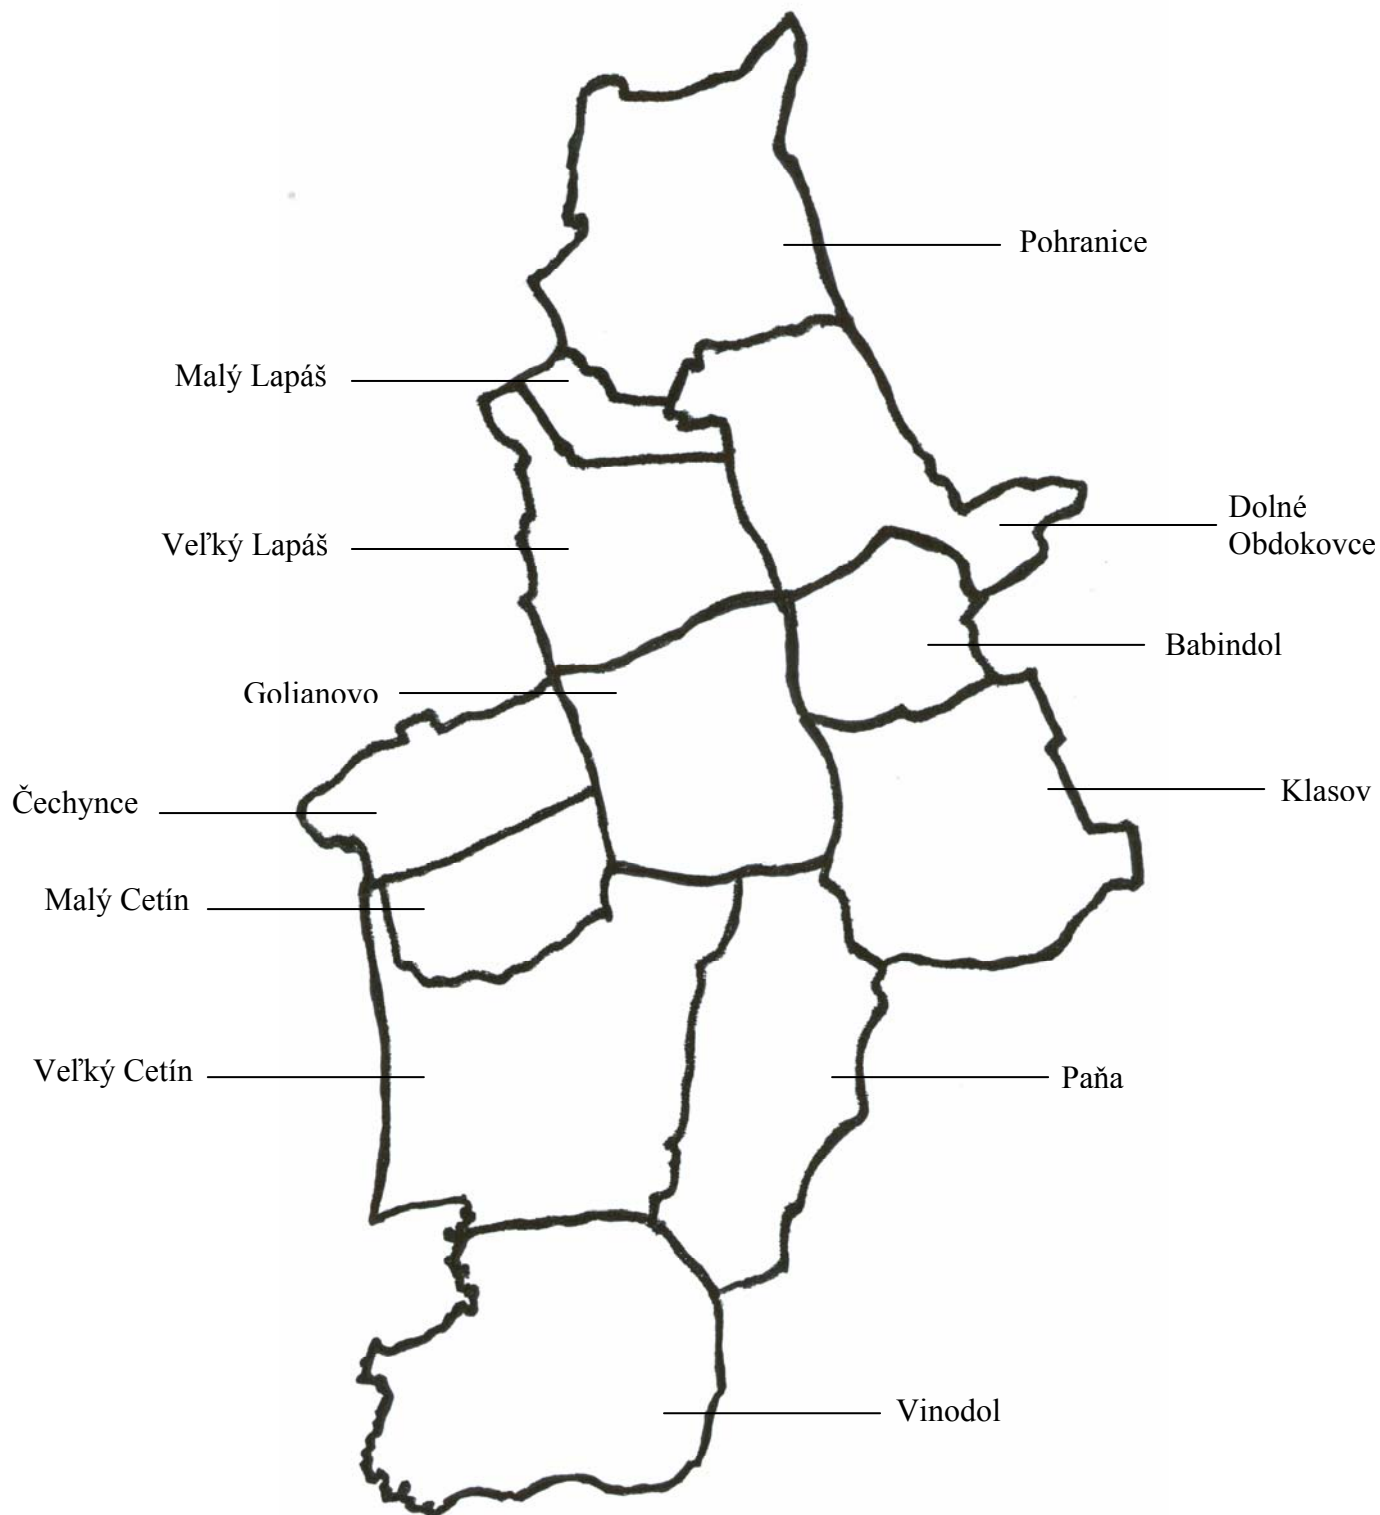 Pohranice
Malý Lapáš
Dolné
Obdokovce
Veľký Lapáš
Babindol
Golianovo
Klasov
Čechynce
Malý Cetín
Veľký Cetín
Paňa
Vinodol